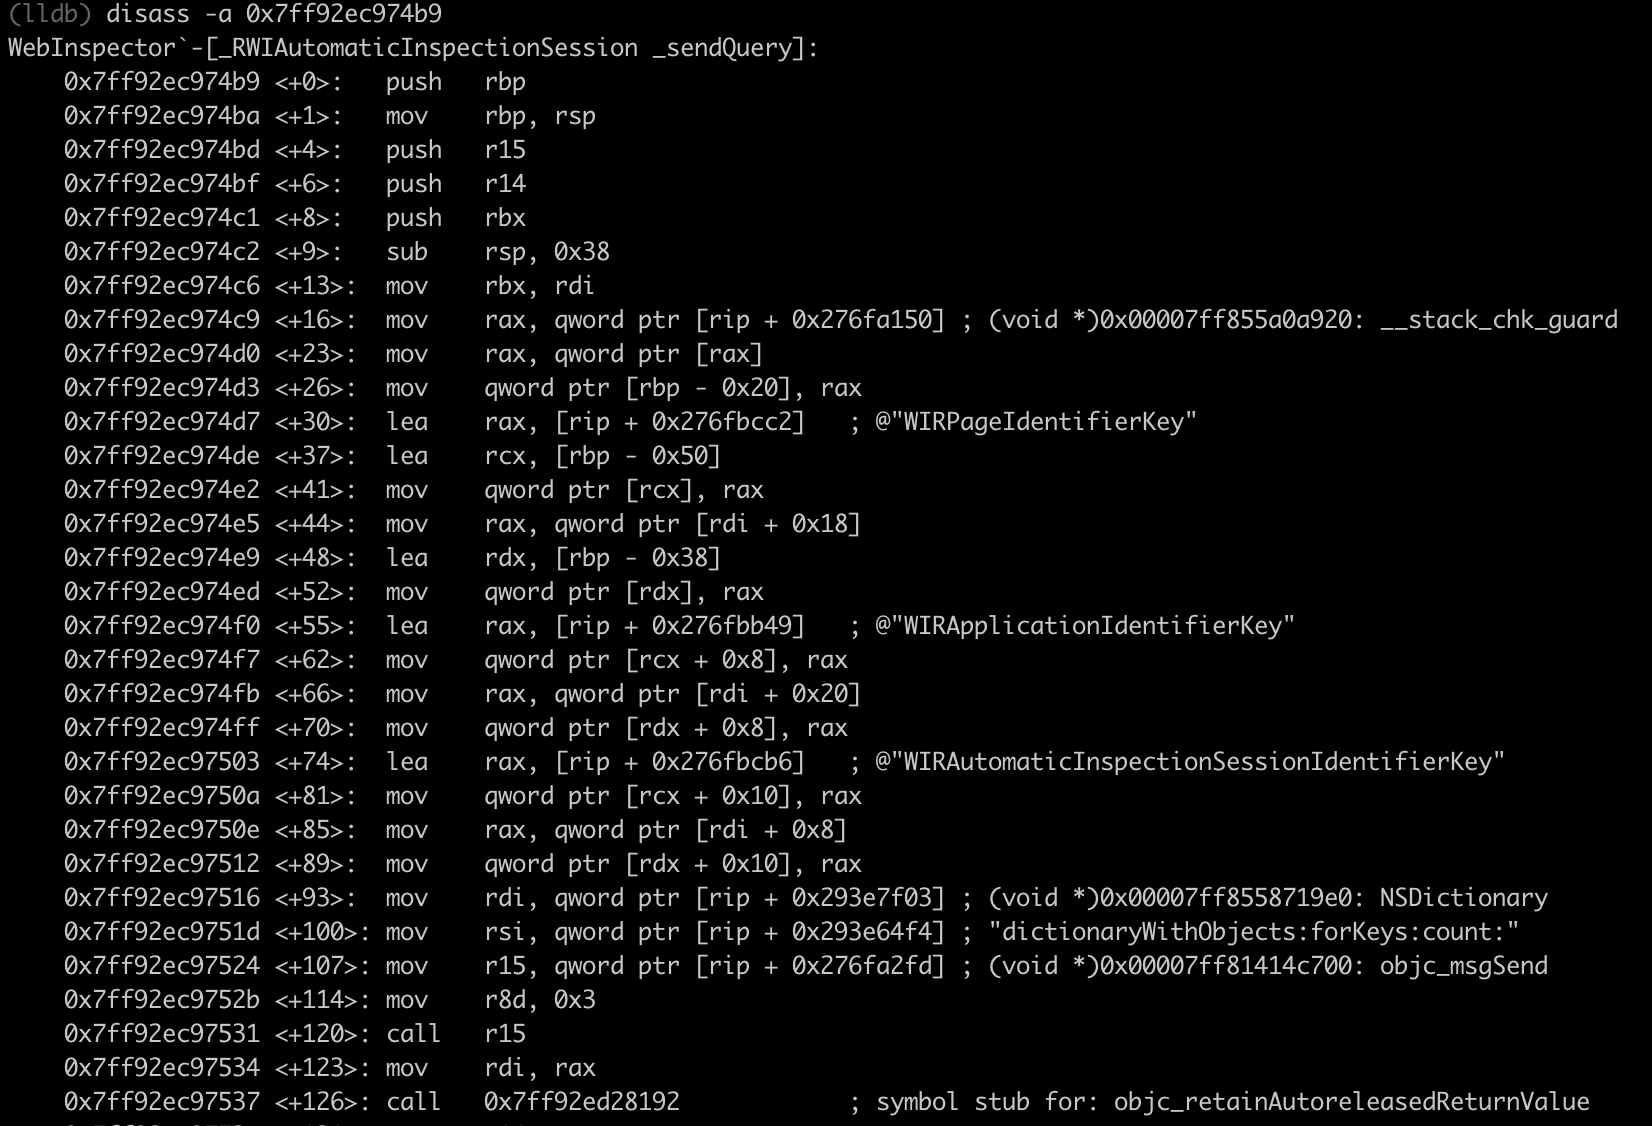 (lldb) disass -a 0x7ff92ec974b9
WebInspector`-[_RWIAutomaticInspectionSession _sendQuery]:
    0x7ff92ec974b9 <+0>:   push   rbp
    0x7ff92ec974ba <+1>:   mov    rbp, rsp
    0x7ff92ec974bd <+4>:   push   r15
    0x7ff92ec974bf <+6>:   push   r14
    0x7ff92ec974c1 <+8>:   push   rbx
    0x7ff92ec974c2 <+9>:   sub    rsp, 0x38
    0x7ff92ec974c6 <+13>:  mov    rbx, rdi
    0x7ff92ec974c9 <+16>:  mov    rax, qword ptr [rip + 0x276fa150] ; (void *)0x00007ff855a0a920: __stack_chk_guard
    0x7ff92ec974d0 <+23>:  mov    rax, qword ptr [rax]
    0x7ff92ec974d3 <+26>:  mov    qword ptr [rbp - 0x20], rax
    0x7ff92ec974d7 <+30>:  lea    rax, [rip + 0x276fbcc2]   ; @"WIRPageIdentifierKey"
    0x7ff92ec974de <+37>:  lea    rcx, [rbp - 0x50]
    0x7ff92ec974e2 <+41>:  mov    qword ptr [rcx], rax
    0x7ff92ec974e5 <+44>:  mov    rax, qword ptr [rdi + 0x18]
    0x7ff92ec974e9 <+48>:  lea    rdx, [rbp - 0x38]
    0x7ff92ec974ed <+52>:  mov    qword ptr [rdx], rax
    0x7ff92ec974f0 <+55>:  lea    rax, [rip + 0x276fbb49]   ; @"WIRApplicationIdentifierKey"
    0x7ff92ec974f7 <+62>:  mov    qword ptr [rcx + 0x8], rax
    0x7ff92ec974fb <+66>:  mov    rax, qword ptr [rdi + 0x20]
    0x7ff92ec974ff <+70>:  mov    qword ptr [rdx + 0x8], rax
    0x7ff92ec97503 <+74>:  lea    rax, [rip + 0x276fbcb6]   ; @"WIRAutomaticInspectionSessionIdentifierKey"
    0x7ff92ec9750a <+81>:  mov    qword ptr [rcx + 0x10], rax
    0x7ff92ec9750e <+85>:  mov    rax, qword ptr [rdi + 0x8]
    0x7ff92ec97512 <+89>:  mov    qword ptr [rdx + 0x10], rax
    0x7ff92ec97516 <+93>:  mov    rdi, qword ptr [rip + 0x293e7f03] ; (void *)0x00007ff8558719e0: NSDictionary
    0x7ff92ec9751d <+100>: mov    rsi, qword ptr [rip + 0x293e64f4] ; "dictionaryWithObjects:forKeys:count:"
    0x7ff92ec97524 <+107>: mov    r15, qword ptr [rip + 0x276fa2fd] ; (void *)0x00007ff81414c700: objc_msgSend
    0x7ff92ec9752b <+114>: mov    r8d, 0x3
    0x7ff92ec97531 <+120>: call   r15
    0x7ff92ec97534 <+123>: mov    rdi, rax
    0x7ff92ec97537 <+126>: call   0x7ff92ed28192            ; symbol stub for: objc_retainAutoreleasedReturnValue